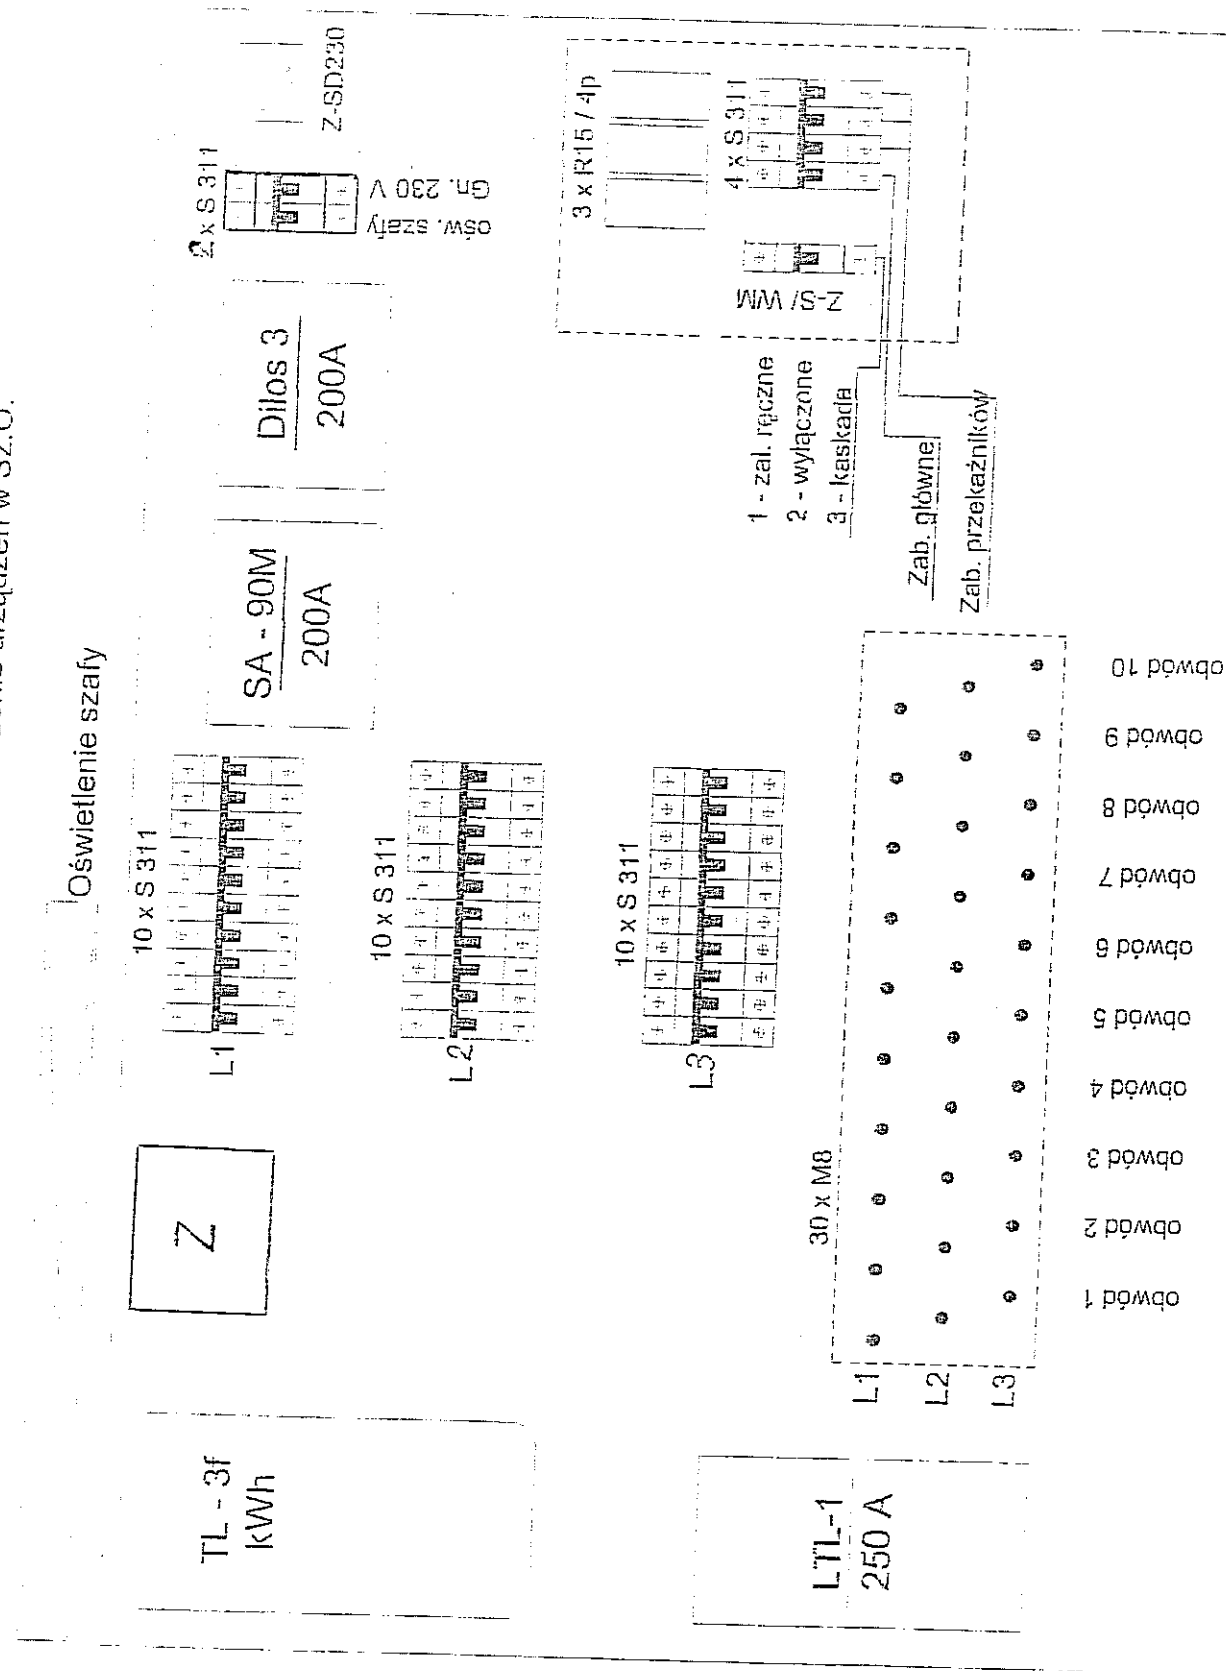 urządzeń w Sz.O.
Oświetlenie szafy
TL - 3f
kWh
Z
10 x S 311
L1
SA - 90M
200A
Dilos 3
200A
2 x S 311
ośw. szafy
Gn. 230 V
Z-SD230
10 x S 311
L2
10 x S 311
L3
3 x R15 / 4p
4 x S 311
Z-S/ WM
1 - zał. ręczne
2 - wyłączone
3 - kaskada
Zab. główne
Zab. przekaźników
LTL-1
250 A
30 x M8
L1
L2
L3
obwód 1
obwód 2
obwód 3
obwód 4
obwód 5
obwód 6
obwód 7
obwód 8
obwód 9
obwód 10